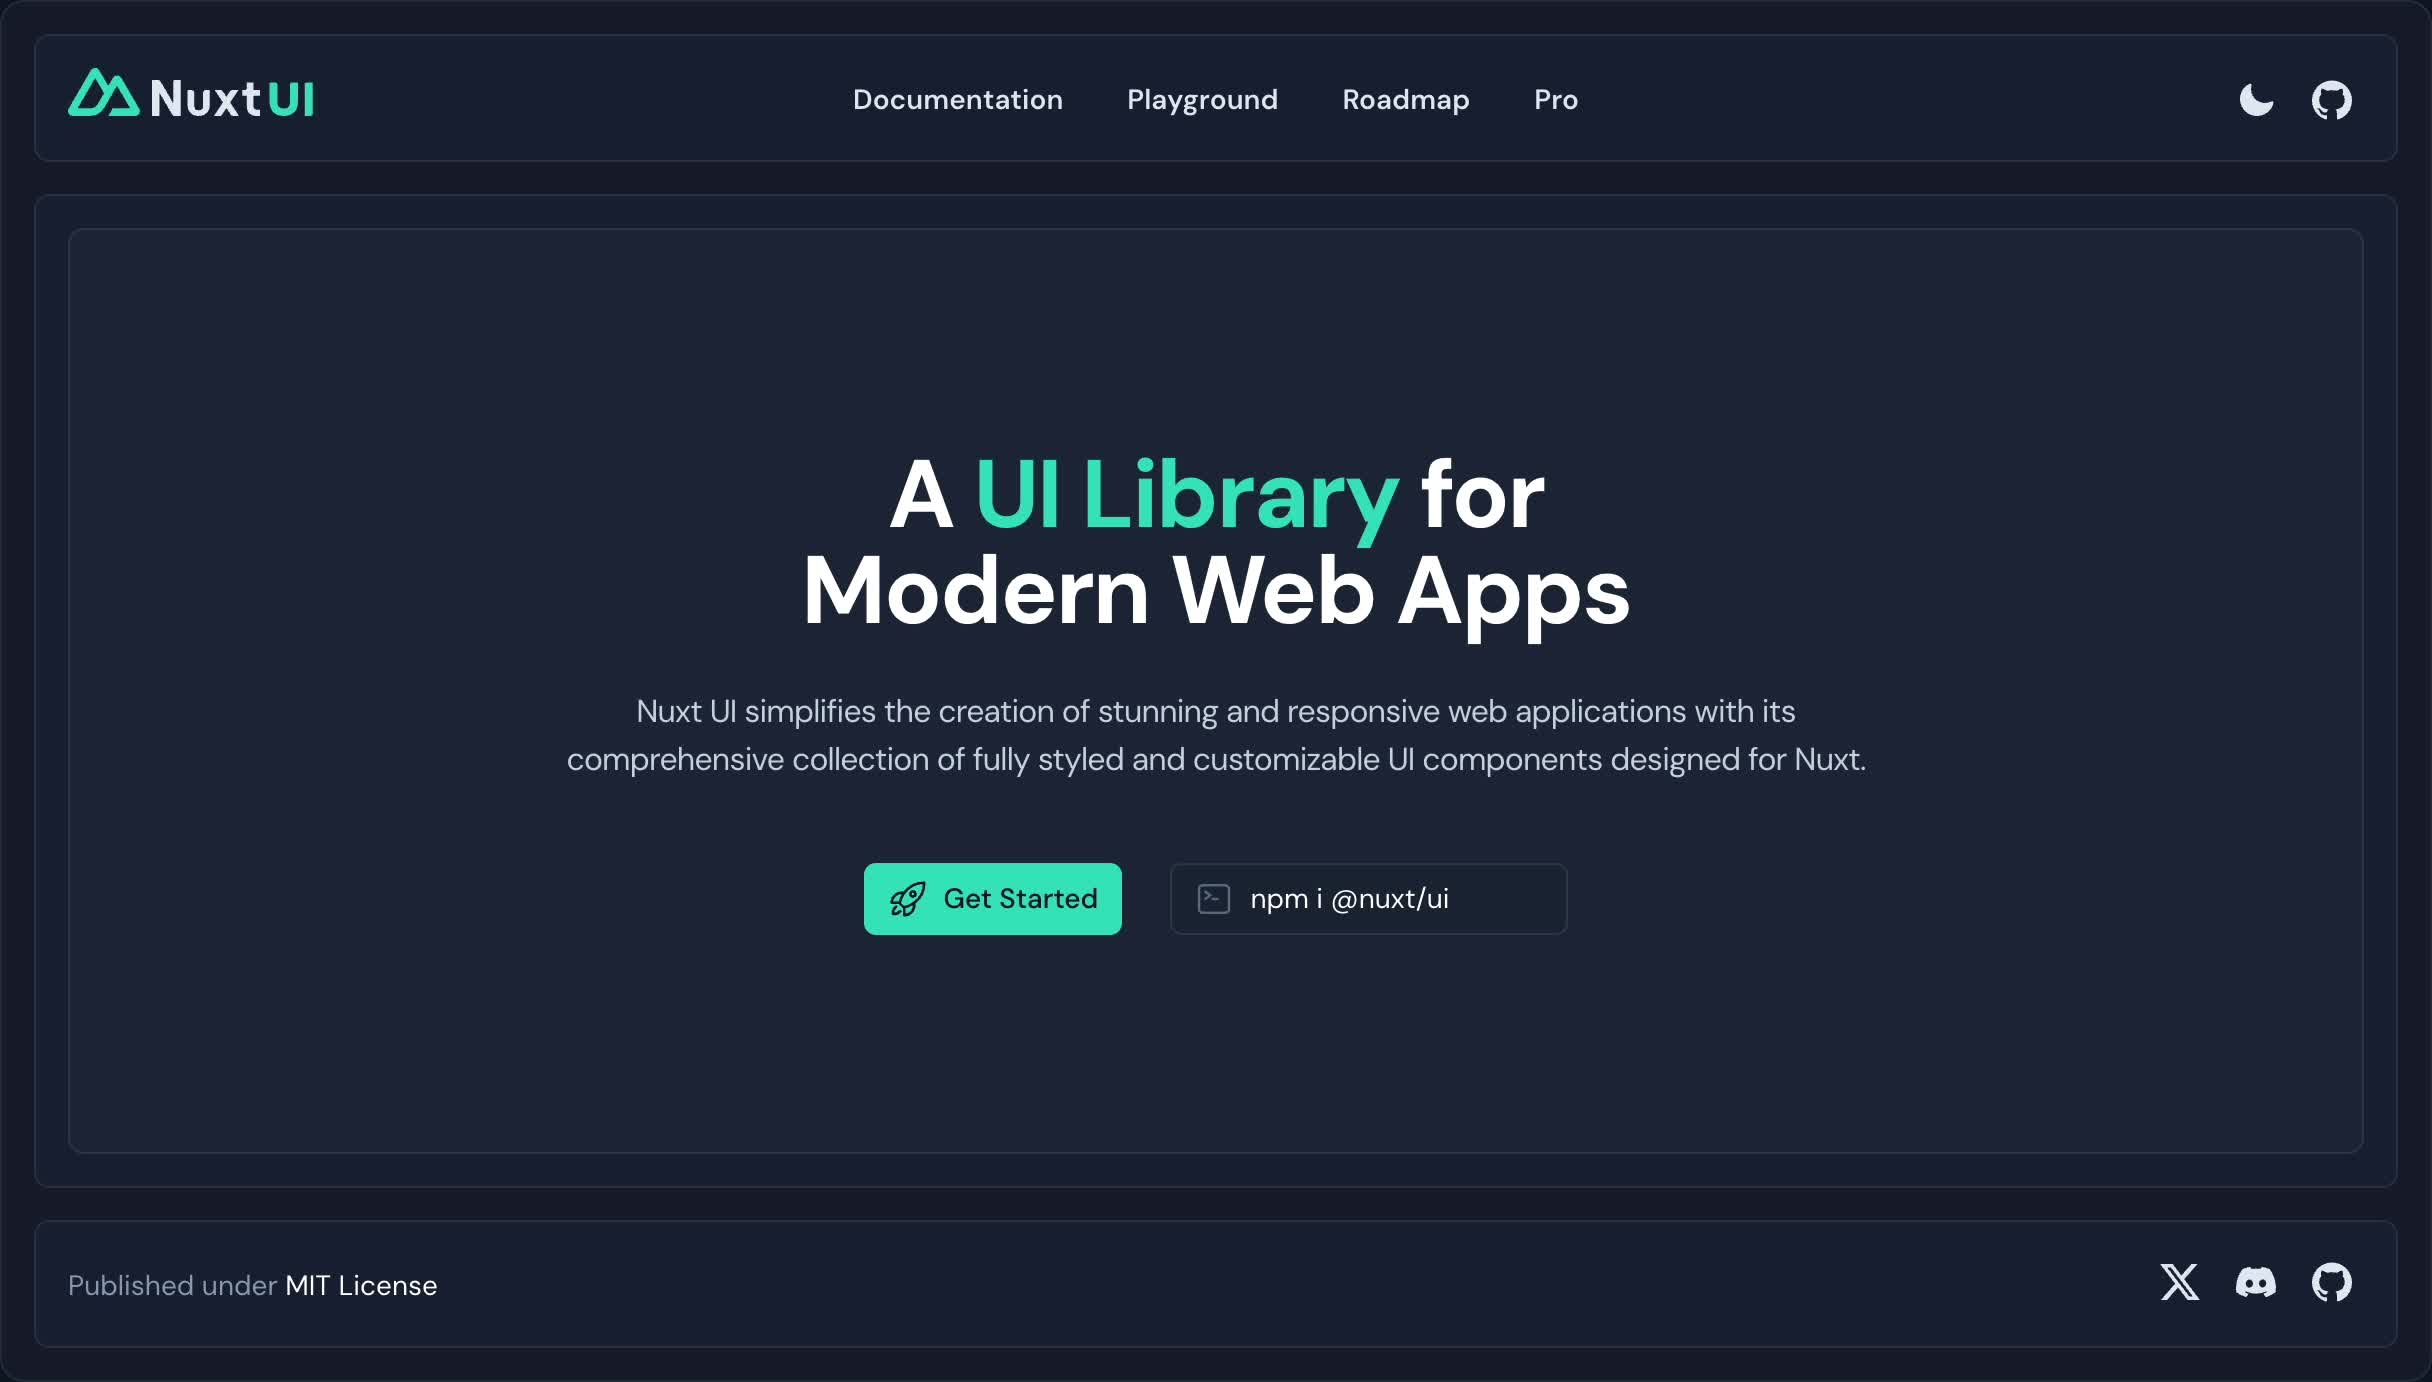 Nuxt UI
Documentation Playground Roadmap Pro
A UI Library for
Modern Web Apps
Nuxt UI simplifies the creation of stunning and responsive web applications with its
comprehensive collection of fully styled and customizable UI components designed for Nuxt.
Get Started
npm i @nuxt/ui
Published under MIT License